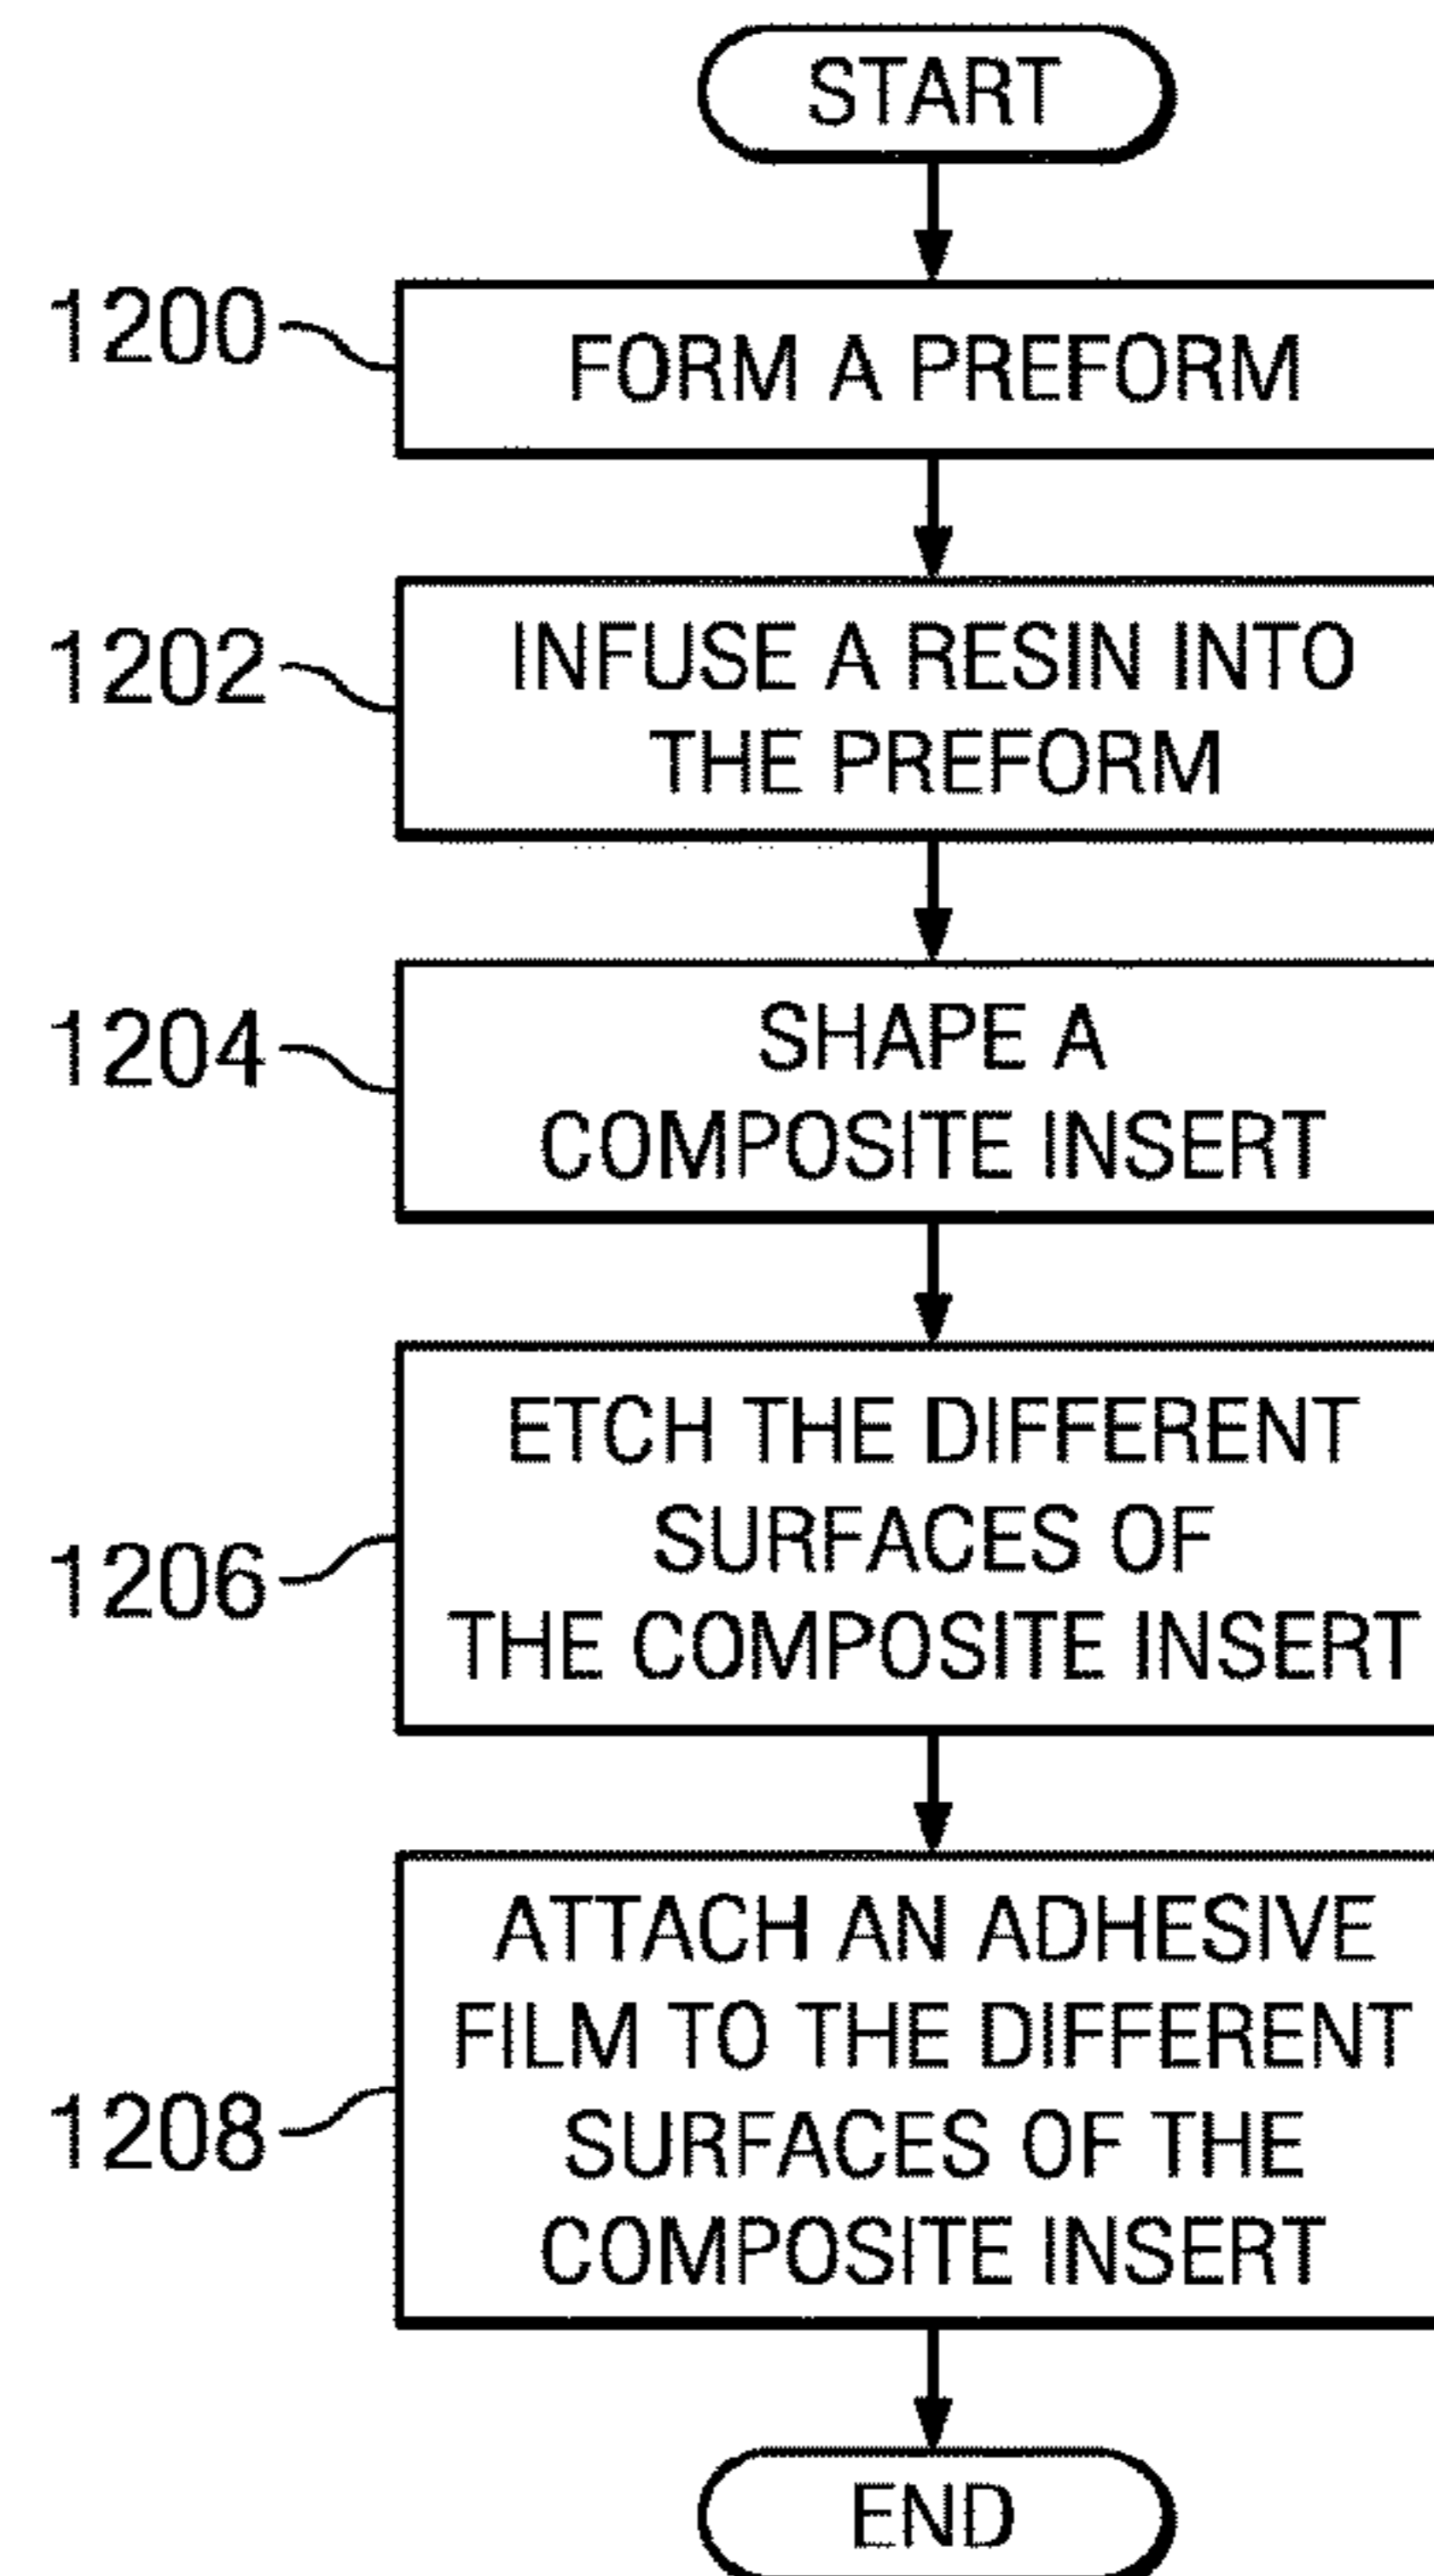 START
1200
FORM A PREFORM
1202
INFUSE A RESIN INTO
THE PREFORM
1204
SHAPE A
COMPOSITE INSERT
1206
ETCH THE DIFFERENT
SURFACES OF
THE COMPOSITE INSERT
1208
ATTACH AN ADHESIVE
FILM TO THE DIFFERENT
SURFACES OF THE
COMPOSITE INSERT
END